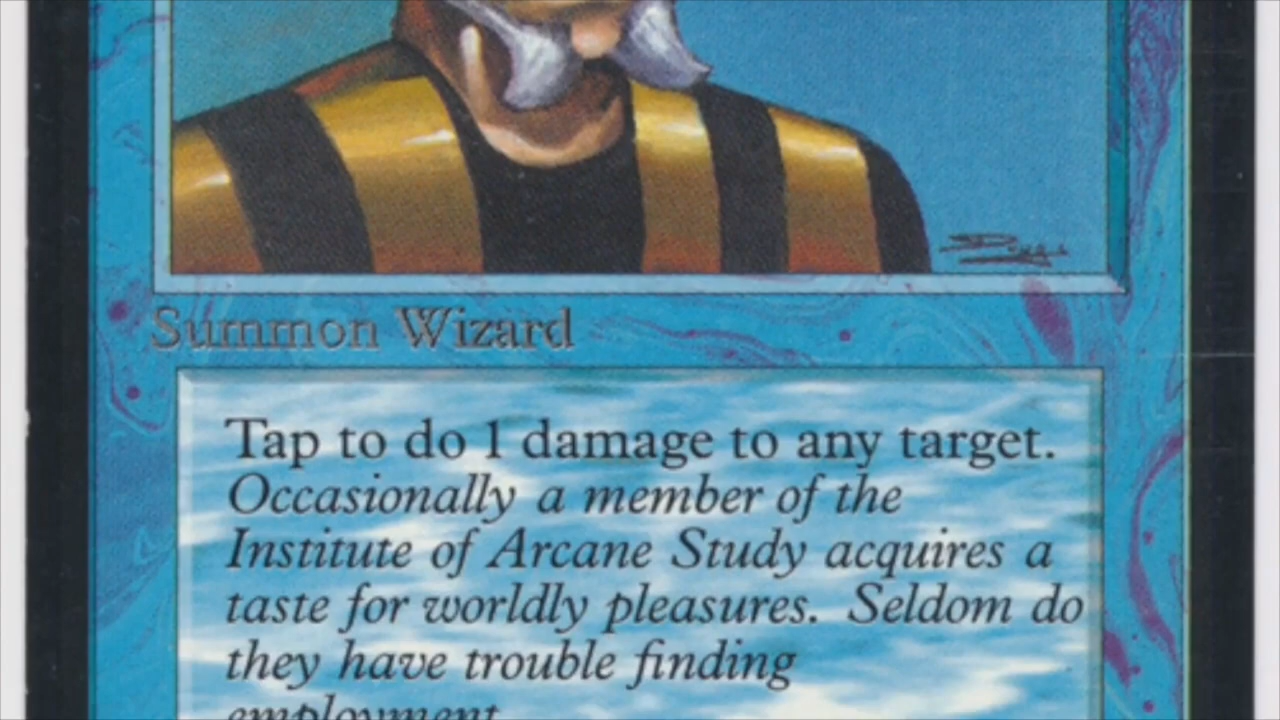 Summon Wizard
Tap to do 1 damage to any target.
Occasionally a member of the
Institute of Arcane Study acquires a
taste for worldly pleasures. Seldom do
they have trouble finding
employment.